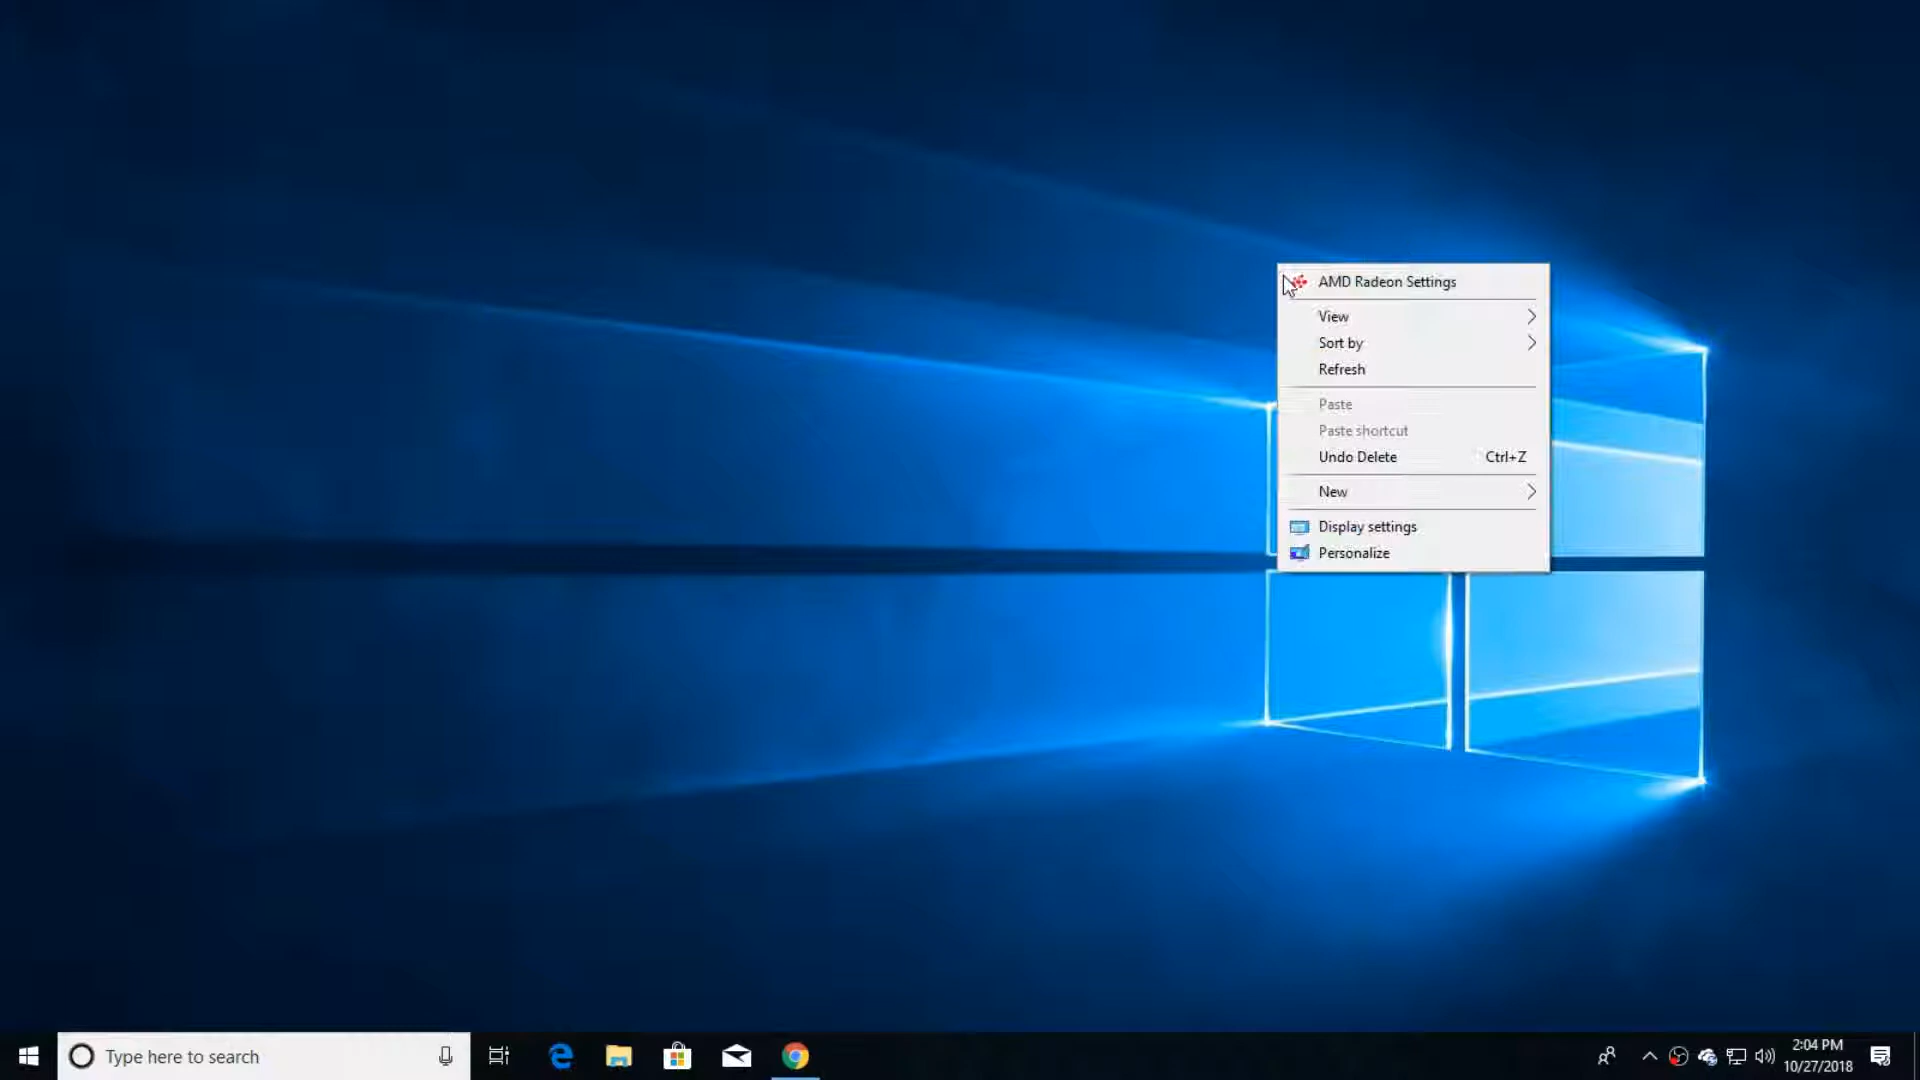 AMD Radeon Settings
View
Sort by
Refresh
Paste
Paste shortcut
Undo Delete Ctrl+Z
New
Display settings
Personalize
Type here to search
2:04 PM
10/27/2018